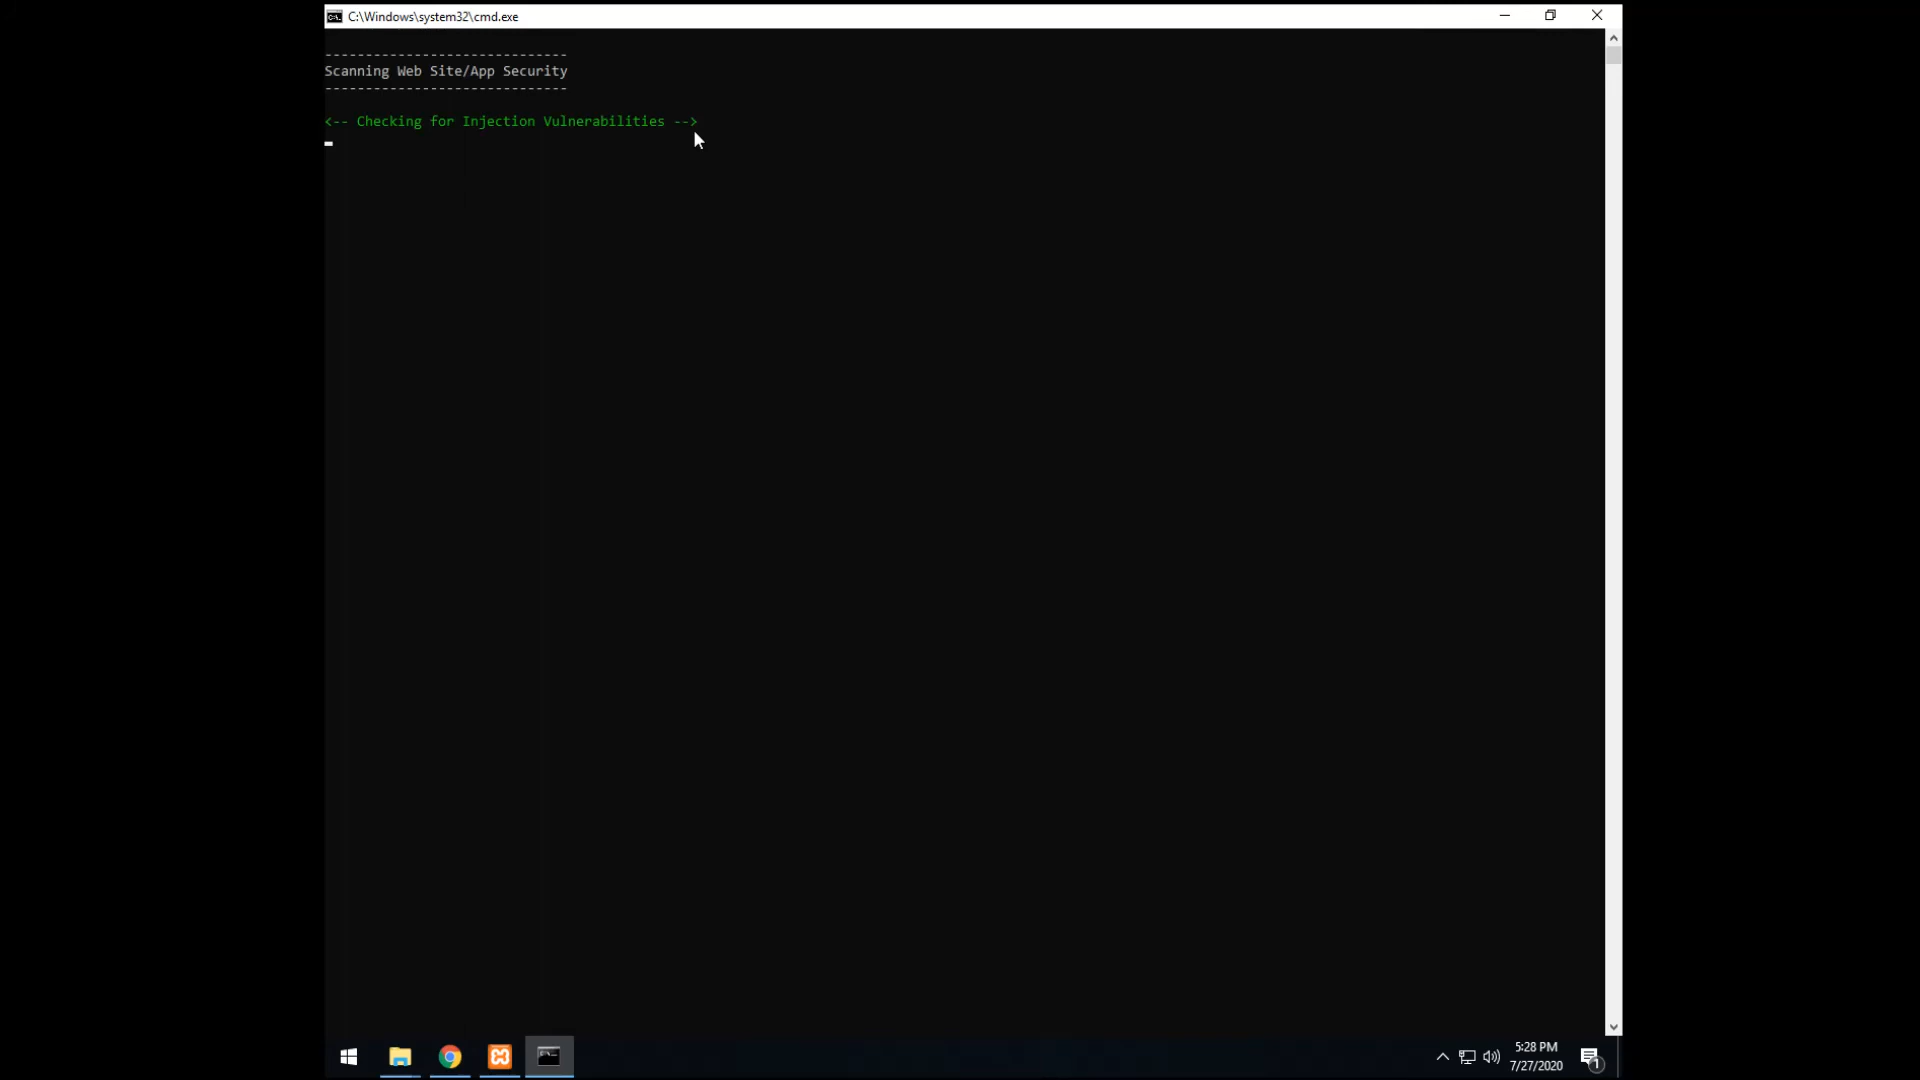 C:\Windows\system32\cmd.exe
------------------------------
Scanning Web Site/App Security
------------------------------
<-- Checking for Injection Vulnerabilities -->
5:28 PM
7/27/2020
1